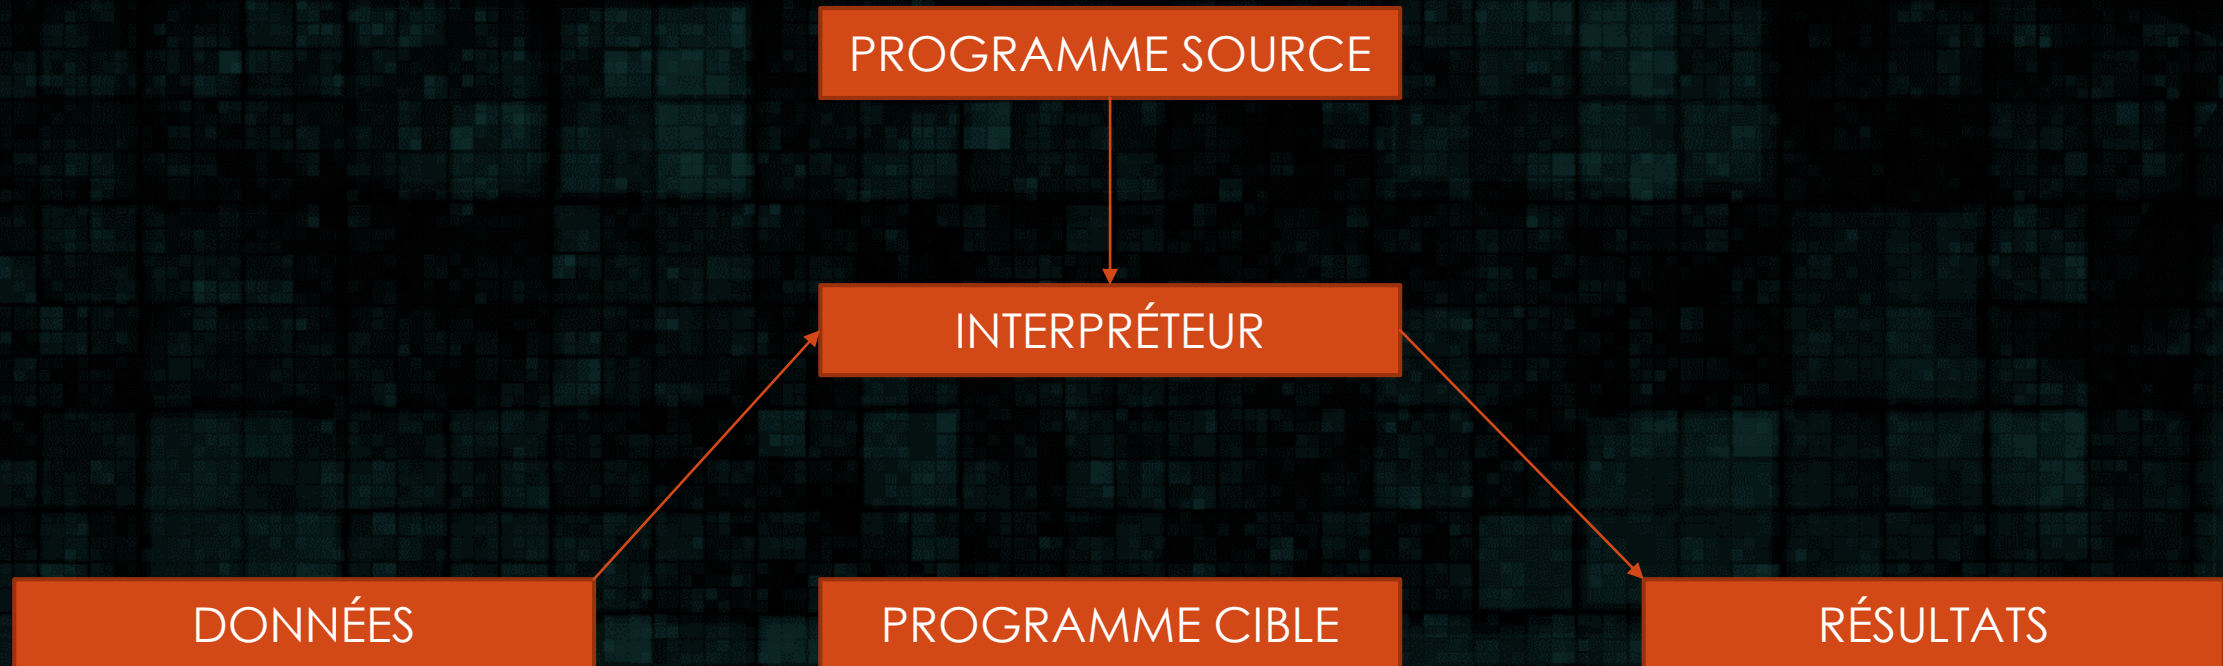 PROGRAMME SOURCE
INTERPRÉTEUR
DONNÉES
PROGRAMME CIBLE
RÉSULTATS